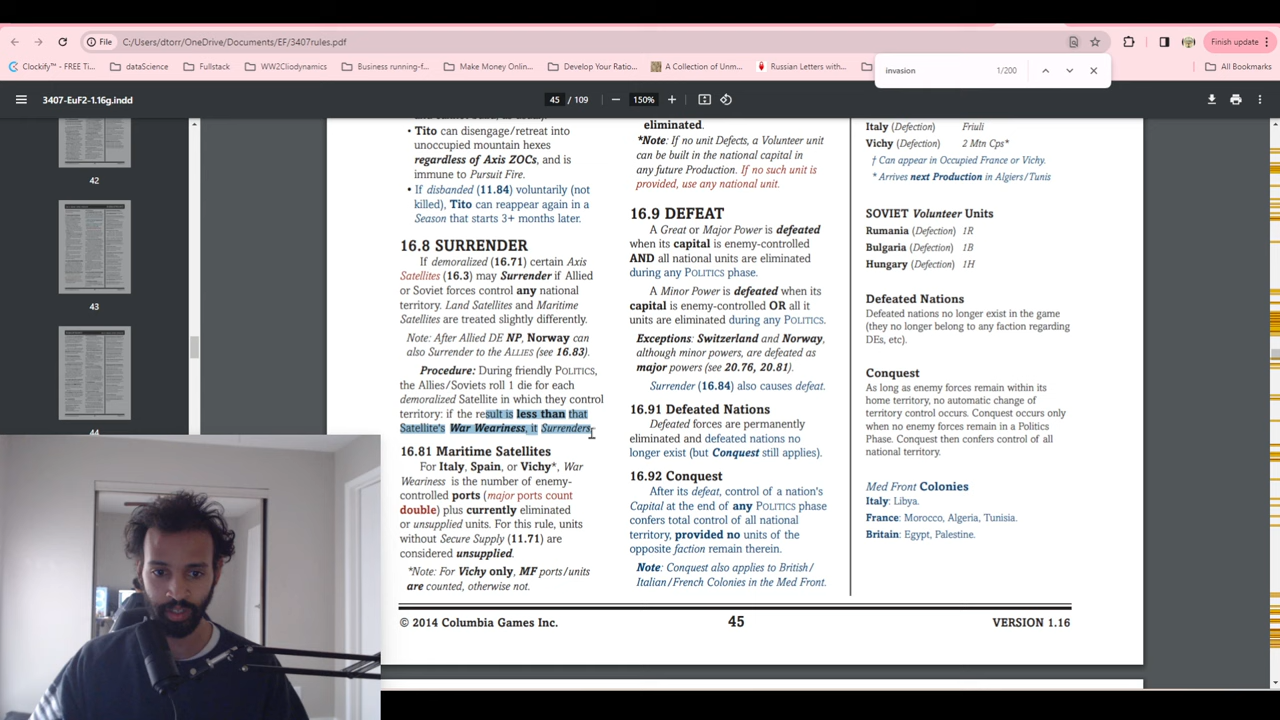 File
C:/Users/dtorr/OneDrive/Documents/EF/3407rules.pdf
Finish update
Clockify™ - FREE Ti...
dataScience
Fullstack
WW2Cliodynamics
Business running-f...
Make Money Onlin...
Develop Your Ratio...
A Collection of Unm...
Russian Letters with...
All Bookmarks
invasion
1/200
3407-EuF2-1.16g.indd
45 / 109
150%
42
43
44
• Tito can disengage/retreat into
unoccupied mountain hexes
regardless of Axis ZOCs, and is
immune to Pursuit Fire.
• If disbanded (11.84) voluntarily (not
killed), Tito can reappear again in a
Season that starts 3+ months later.
16.8 SURRENDER
If demoralized (16.71) certain Axis
Satellites (16.3) may Surrender if Allied
or Soviet forces control any national
territory. Land Satellites and Maritime
Satellites are treated slightly differently.
Note: After Allied DE NP, Norway can
also Surrender to the ALLIES (see 16.83).
Procedure: During friendly POLITICS,
the Allies/Soviets roll 1 die for each
demoralized Satellite in which they control
territory: if the result is less than that
Satellite's War Weariness, it Surrenders.
16.81 Maritime Satellites
For Italy, Spain, or Vichy*, War
Weariness is the number of enemy-
controlled ports (major ports count
double) plus currently eliminated
or unsupplied units. For this rule, units
without Secure Supply (11.71) are
considered unsupplied.
*Note: For Vichy only, MF ports/units
are counted, otherwise not.
eliminated.
*Note: If no unit Defects, a Volunteer unit
can be built in the national capital in
any future Production. If no such unit is
provided, use any national unit.
16.9 DEFEAT
A Great or Major Power is defeated
when its capital is enemy-controlled
AND all national units are eliminated
during any POLITICS phase.
A Minor Power is defeated when its
capital is enemy-controlled OR all it
units are eliminated during any POLITICS.
Exceptions: Switzerland and Norway,
although minor powers, are defeated as
major powers (see 20.76, 20.81).
Surrender (16.84) also causes defeat.
16.91 Defeated Nations
Defeated forces are permanently
eliminated and defeated nations no
longer exist (but Conquest still applies).
16.92 Conquest
After its defeat, control of a nation's
Capital at the end of any POLITICS phase
confers total control of all national
territory, provided no units of the
opposite faction remain therein.
Note: Conquest also applies to British/
Italian/French Colonies in the Med Front.
Italy (Defection) Friuli
Vichy (Defection) 2 Mtn Cps*
† Can appear in Occupied France or Vichy.
* Arrives next Production in Algiers/Tunis
SOVIET Volunteer Units
Rumania (Defection) 1R
Bulgaria (Defection) 1B
Hungary (Defection) 1H
Defeated Nations
Defeated nations no longer exist in the game
(they no longer belong to any faction regarding
DEs, etc).
Conquest
As long as enemy forces remain within its
home territory, no automatic change of
territory control occurs. Conquest occurs only
when no enemy forces remain in a Politics
Phase. Conquest then confers control of all
national territory.
Med Front Colonies
Italy: Libya.
France: Morocco, Algeria, Tunisia.
Britain: Egypt, Palestine.
© 2014 Columbia Games Inc.
45
VERSION 1.16